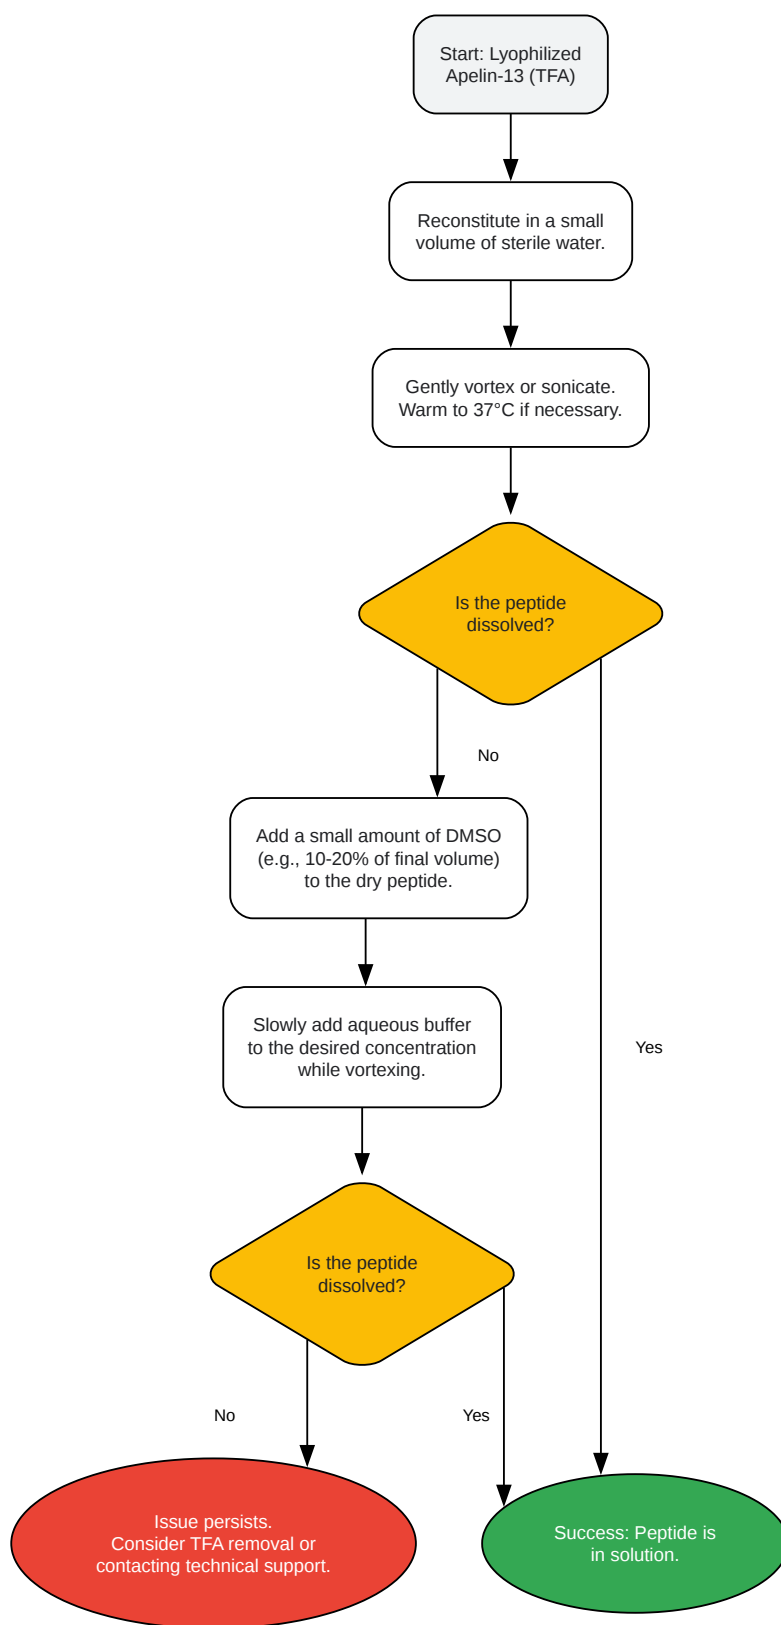 Start: Lyophilized
Apelin-13 (TFA)
Reconstitute in a small
volume of sterile water.
Gently vortex or sonicate.
Warm to 37°C if necessary.
Is the peptide
dissolved?
No
Add a small amount of DMSO
(e.g., 10-20% of final volume)
to the dry peptide.
Slowly add aqueous buffer
to the desired concentration
while vortexing.
Yes
Is the peptide
dissolved?
No
Yes
Issue persists.
Consider TFA removal or
contacting technical support.
Success: Peptide is
in solution.